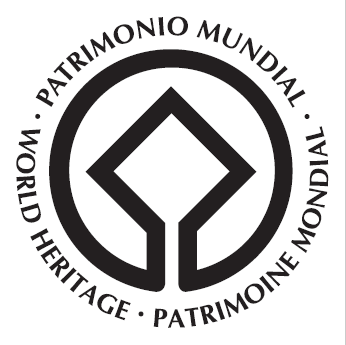 PATRIMONIO MUNDIAL ·
PATRIMOINE MONDIAL ·
WORLD HERITAGE ·